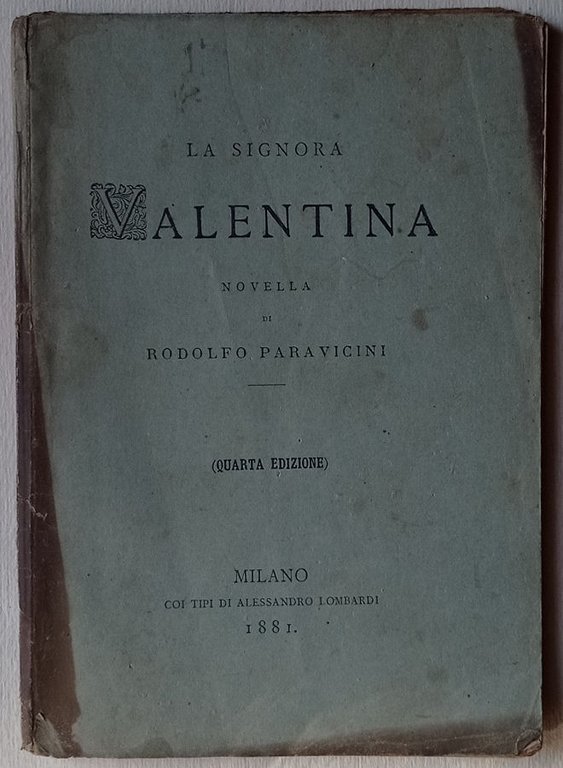 LA SIGNORA
VALENTINA
NOVELLA
DI
RODOLFO PARAVICINI
(QUARTA EDIZIONE)
MILANO
COI TIPI DI ALESSANDRO LOMBARDI
1881.